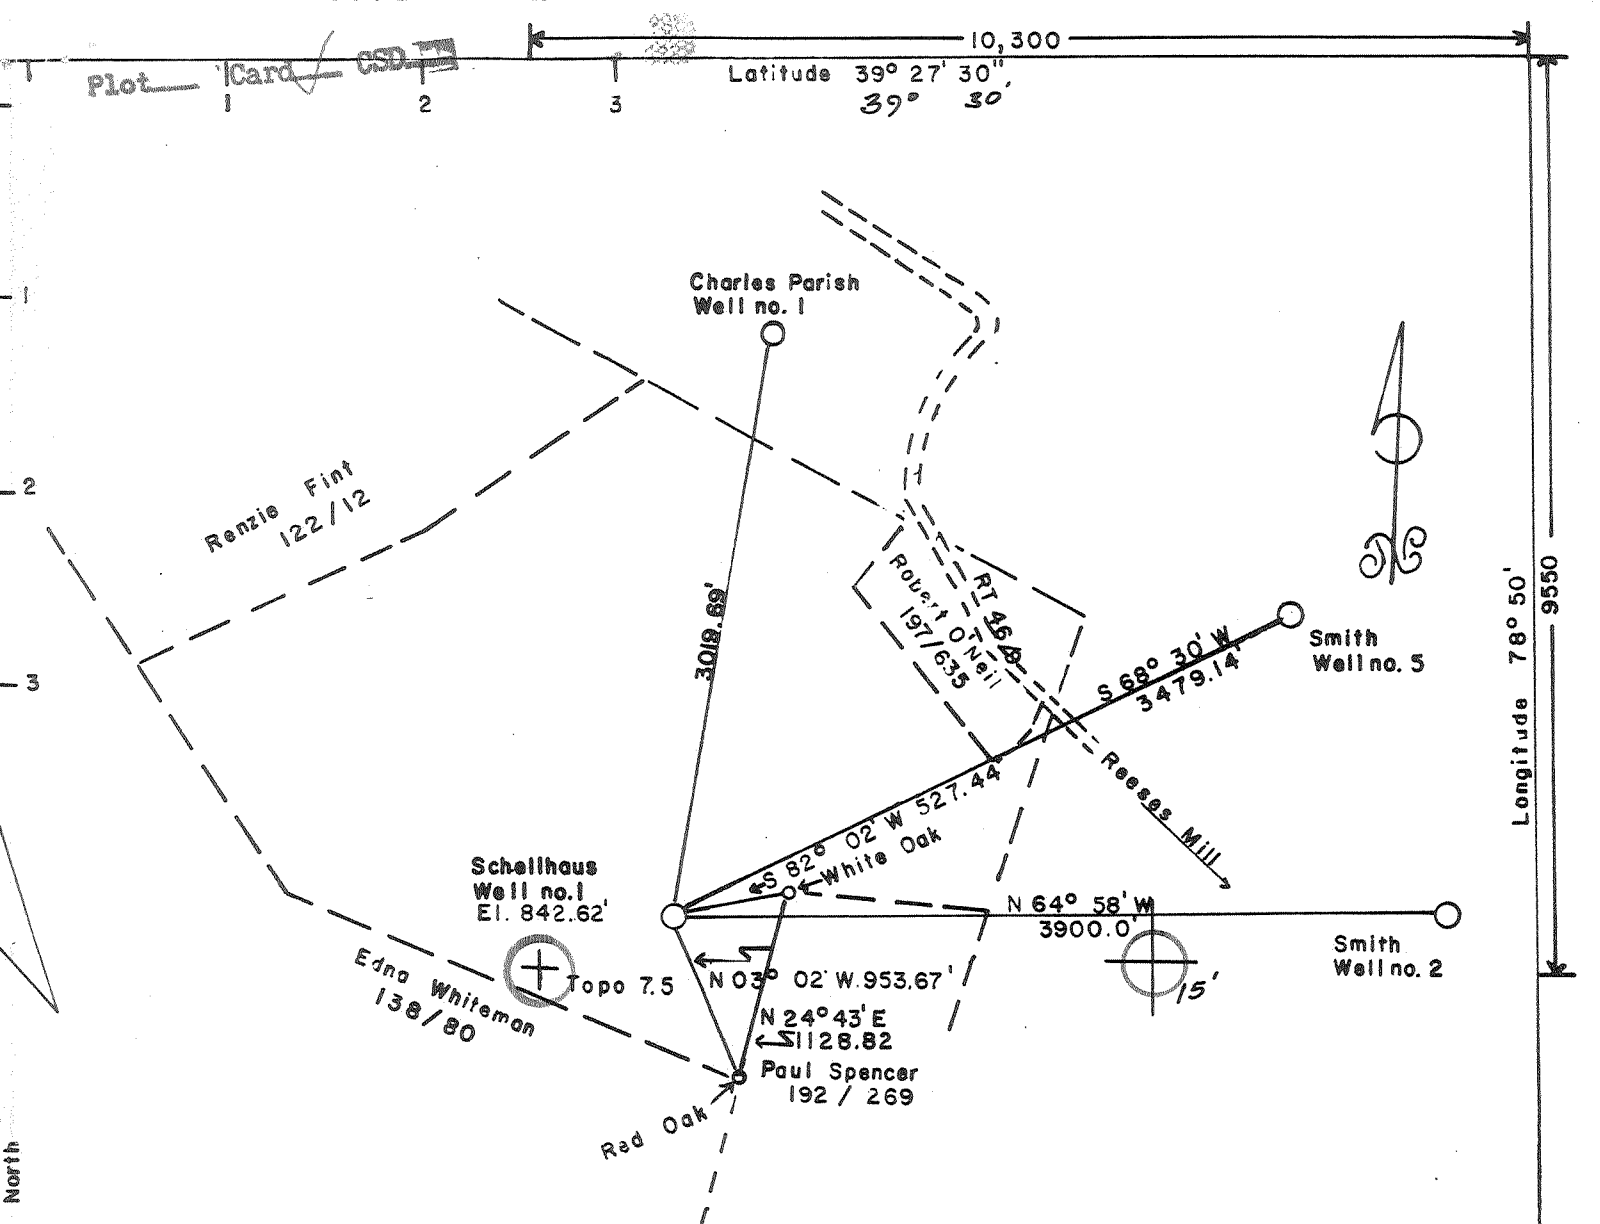 10,300
Plot Card CSD
Latitude 39° 27' 30"
39° 30'
1 2 3
1
2
3
Charles Parish
Well no. 1
Renzie Fint
122/12
3019.69'
Robert O'Neil
197/635
RT 46/9
S 68° 30' W
3479.14'
Smith
Well no. 5
Longitude 78° 50'
9550
Reeses Mill
S 82° 02' W 527.44
White Oak
Schellhaus
Well no. 1
El. 842.62'
N 64° 58' W
3900.0'
Smith
Well no. 2
Topo 7.5
15'
Edna Whiteman
138/80
N 03° 02' W. 953.67'
N 24° 43' E
1128.82
Paul Spencer
192 / 269
Red Oak
North